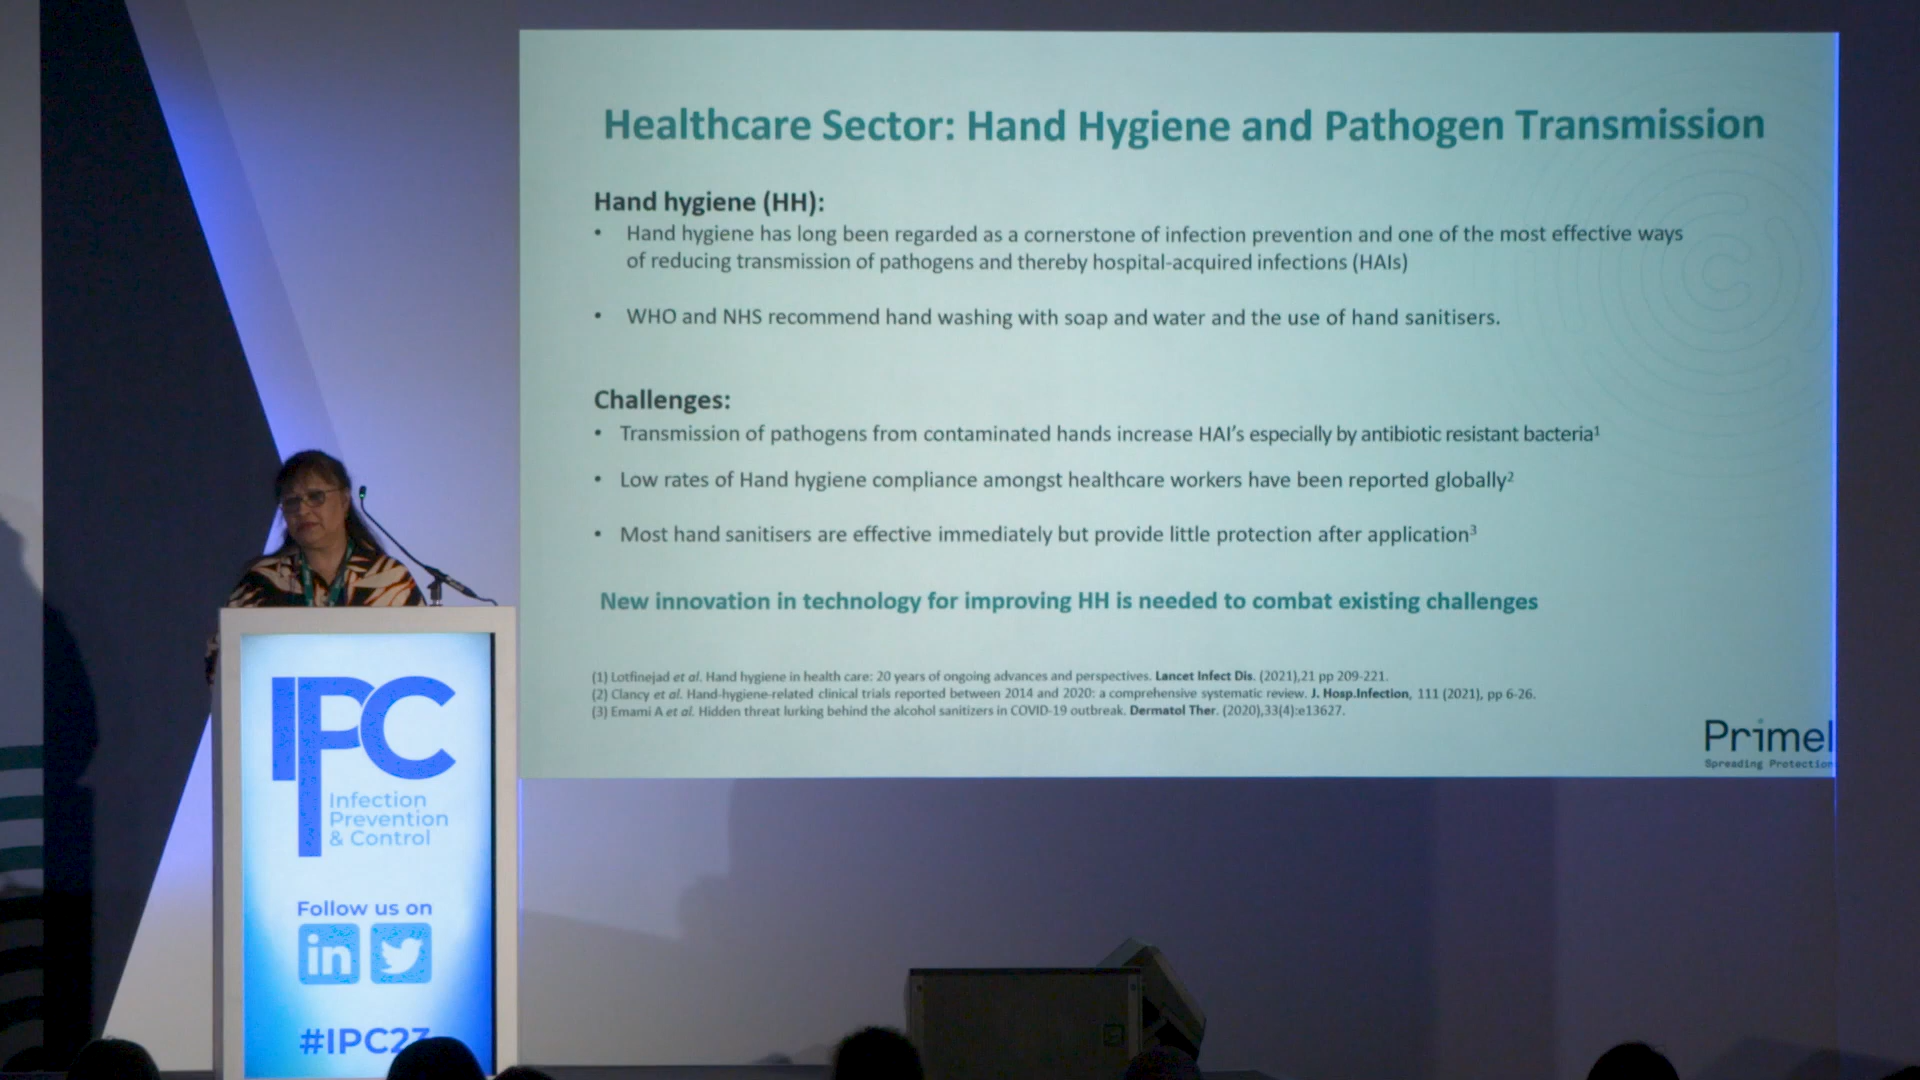 Healthcare Sector: Hand Hygiene and Pathogen Transmission
Hand hygiene (HH):
• Hand hygiene has long been regarded as a cornerstone of infection prevention and one of the most effective ways
of reducing transmission of pathogens and thereby hospital-acquired infections (HAIs)
• WHO and NHS recommend hand washing with soap and water and the use of hand sanitisers.
Challenges:
• Transmission of pathogens from contaminated hands increase HAI's especially by antibiotic resistant bacteria¹
• Low rates of Hand hygiene compliance amongst healthcare workers have been reported globally²
• Most hand sanitisers are effective immediately but provide little protection after application³
New innovation in technology for improving HH is needed to combat existing challenges
(1) Lotfinejad et al. Hand hygiene in health care: 20 years of ongoing advances and perspectives. Lancet Infect Dis. (2021),21 pp 209-221.
(2) Clancy et al. Hand-hygiene-related clinical trials reported between 2014 and 2020: a comprehensive systematic review. J. Hosp.Infection, 111 (2021), pp 6-26.
(3) Emami A et al. Hidden threat lurking behind the alcohol sanitizers in COVID-19 outbreak. Dermatol Ther. (2020),33(4):e13627.
Primel
Spreading Protection
IPC
Infection
Prevention
& Control
Follow us on
in
#IPC23